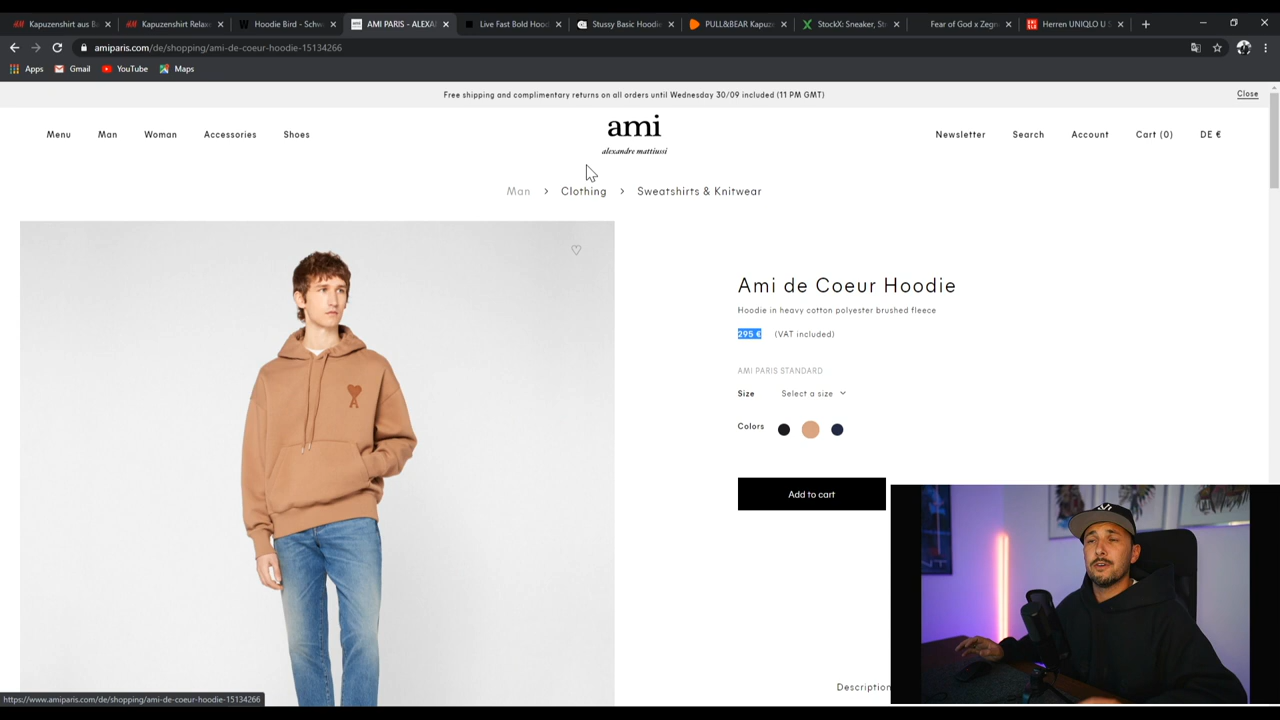 Kapuzenshirt aus B
Kapuzenshirt Relaxe
Hoodie Bird - Schw
AMI PARIS - ALEXA
Live Fast Bold Hood
Stussy Basic Hoodie
PULL&BEAR Kapuz
StockX: Sneaker, St
Fear of God x Zegn
Herren UNIQLO U S
amiparis.com/de/shopping/ami-de-coeur-hoodie-15134266
Apps Gmail YouTube Maps
Free shipping and complimentary returns on all orders until Wednesday 30/09 included (11 PM GMT)
Close
Menu Man Woman Accessories Shoes
ami
alexandre mattiussi
Newsletter Search Account Cart (0) DE €
Man > Clothing > Sweatshirts & Knitwear
Ami de Coeur Hoodie
Hoodie in heavy cotton polyester brushed fleece
295 € (VAT included)
AMI PARIS STANDARD
Size Select a size
Colors
Add to cart
Description
https://www.amiparis.com/de/shopping/ami-de-coeur-hoodie-15134266